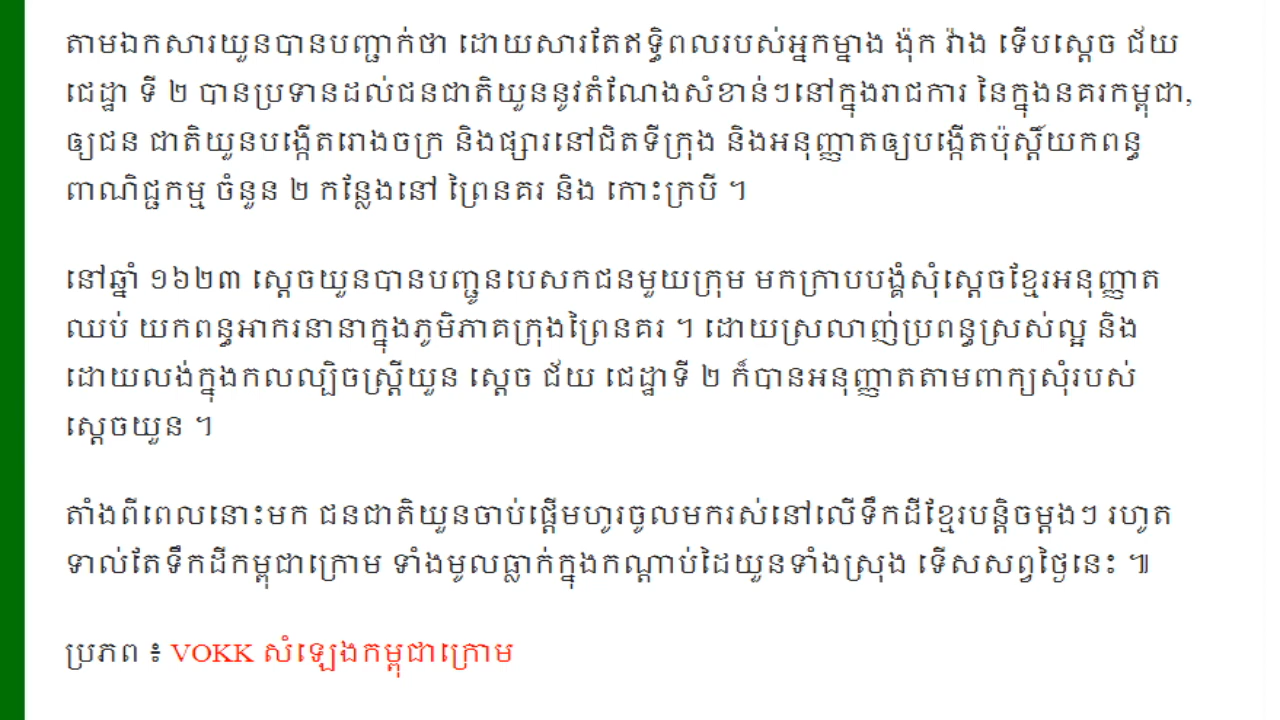 តាមឯកសារយួនបានបញ្ជាក់ថា ដោយសារតែឥទ្ធិពលរបស់អ្នកម្នាង ង៉ុក វ៉ាង ទើបស្តេច ជ័យ
ជេដ្ឋា ទី ២ បានប្រទានដល់ជនជាតិយួននូវតំណែងសំខាន់ៗនៅក្នុងរាជការ នៃក្នុងនគរកម្ពុជា,
ឲ្យជន ជាតិយួនបង្កើតរោងចក្រ និងផ្សារនៅជិតទីក្រុង និងអនុញ្ញាតឲ្យបង្កើតប៉ុស្តិ៍យកពន្ធ
ពាណិជ្ជកម្ម ចំនួន ២ កន្លែងនៅ ព្រៃនគរ និង កោះក្របី ។
នៅឆ្នាំ ១៦២៣ ស្តេចយួនបានបញ្ជូនបេសកជនមួយក្រុម មកក្រាបបង្គំសុំស្តេចខ្មែរអនុញ្ញាត
ឈប់ យកពន្ធអាករនានាក្នុងភូមិភាគក្រុងព្រៃនគរ ។ ដោយស្រលាញ់ប្រពន្ធស្រស់ល្អ និង
ដោយលង់ក្នុងកលល្បិចស្ត្រីយួន ស្តេច ជ័យ ជេដ្ឋាទី ២ ក៏បានអនុញ្ញាតតាមពាក្យសុំរបស់
ស្តេចយួន ។
តាំងពីពេលនោះមក ជនជាតិយួនចាប់ផ្តើមហូរចូលមករស់នៅលើទឹកដីខ្មែរបន្តិចម្តងៗ រហូត
ទាល់តែទឹកដីកម្ពុជាក្រោម ទាំងមូលធ្លាក់ក្នុងកណ្តាប់ដៃយួនទាំងស្រុង ទើសសព្វថ្ងៃនេះ ៕
ប្រភព ៖ VOKK សំឡេងកម្ពុជាក្រោម